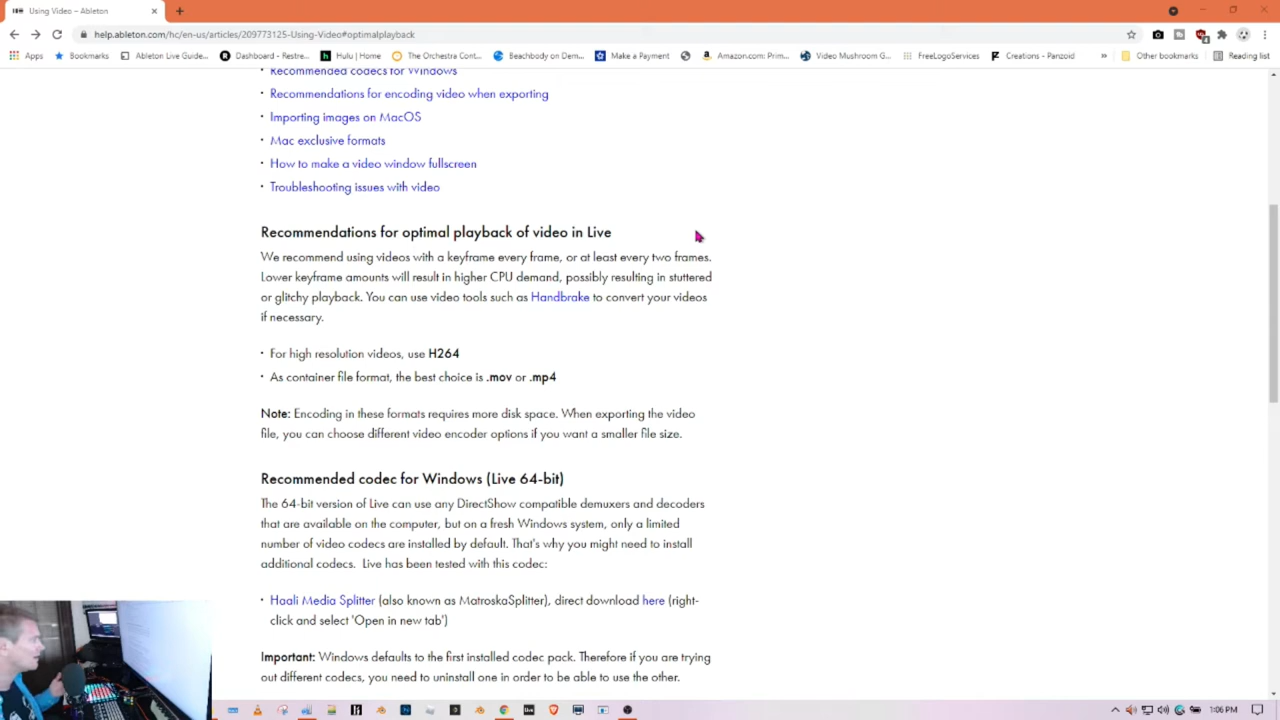 Using Video – Ableton
help.ableton.com/hc/en-us/articles/209773125-Using-Video#optimalplayback
Apps
Bookmarks
Ableton Live Guide...
Dashboard - Restre...
Hulu | Home
The Orchestra Cont...
Beachbody on Dem...
Make a Payment
Amazon.com: Prim...
Video Mushroom G...
FreeLogoServices
Creations - Panzoid
»
Other bookmarks
Reading list
Recommended codecs for Windows
Recommendations for encoding video when exporting
Importing images on MacOS
Mac exclusive formats
How to make a video window fullscreen
Troubleshooting issues with video
Recommendations for optimal playback of video in Live
We recommend using videos with a keyframe every frame, or at least every two frames.
Lower keyframe amounts will result in higher CPU demand, possibly resulting in stuttered
or glitchy playback. You can use video tools such as Handbrake to convert your videos
if necessary.
For high resolution videos, use H264
As container file format, the best choice is .mov or .mp4
Note: Encoding in these formats requires more disk space. When exporting the video
file, you can choose different video encoder options if you want a smaller file size.
Recommended codec for Windows (Live 64-bit)
The 64-bit version of Live can use any DirectShow compatible demuxers and decoders
that are available on the computer, but on a fresh Windows system, only a limited
number of video codecs are installed by default. That's why you might need to install
additional codecs. Live has been tested with this codec:
Haali Media Splitter (also known as MatroskaSplitter), direct download here (right-
click and select 'Open in new tab')
Important: Windows defaults to the first installed codec pack. Therefore if you are trying
out different codecs, you need to uninstall one in order to be able to use the other.
1:06 PM